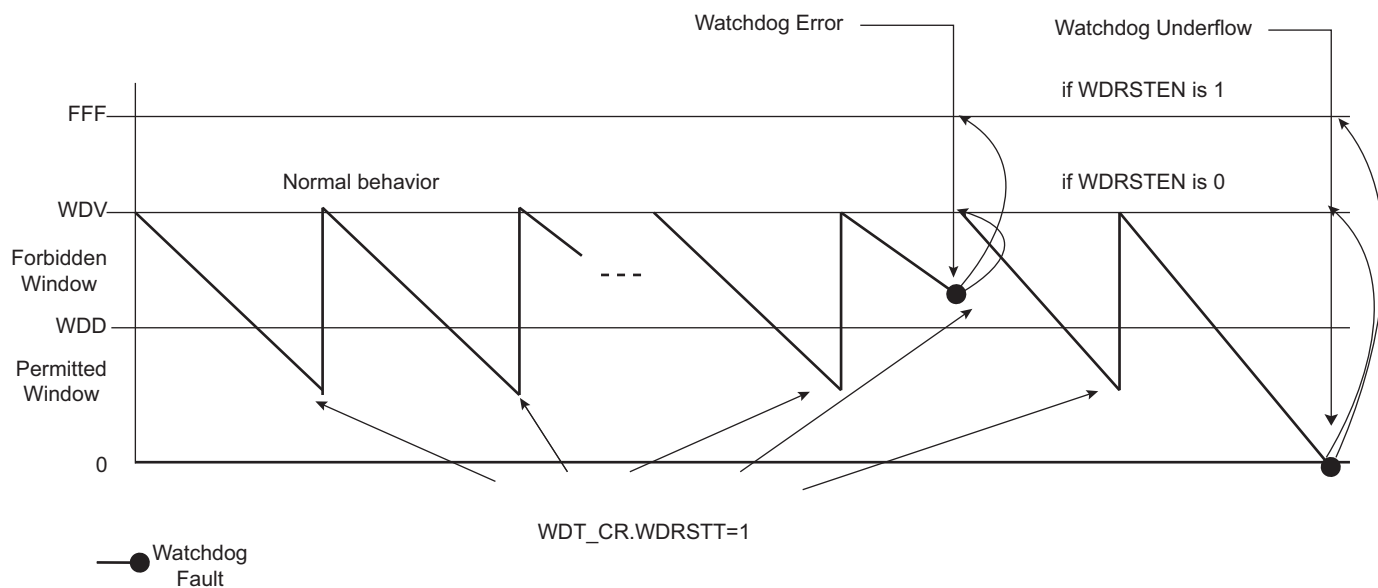 Watchdog Error
Watchdog Underflow
if WDRSTEN is 1
FFF
Normal behavior
if WDRSTEN is 0
WDV
Forbidden
Window
WDD
Permitted
Window
0
WDT_CR.WDRSTT=1
Watchdog
Fault